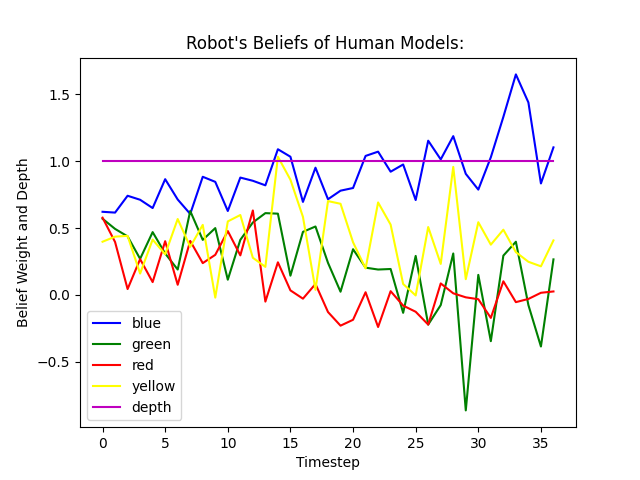 Robot's Beliefs of Human Models:
Belief Weight and Depth
1.5
1.0
0.5
0.0
−0.5
blue
green
red
yellow
depth
0 5 10 15 20 25 30 35
Timestep